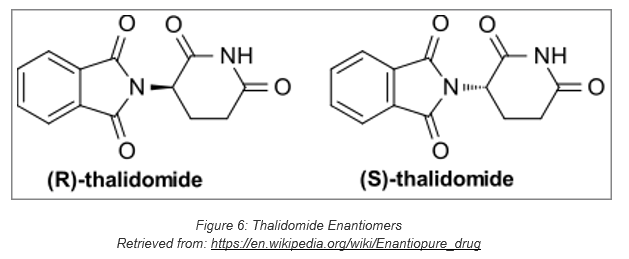 O O NH O N O
O O NH O N O
(R)-thalidomide (S)-thalidomide
Figure 6: Thalidomide Enantiomers
Retrieved from: https://en.wikipedia.org/wiki/Enantiopure_drug